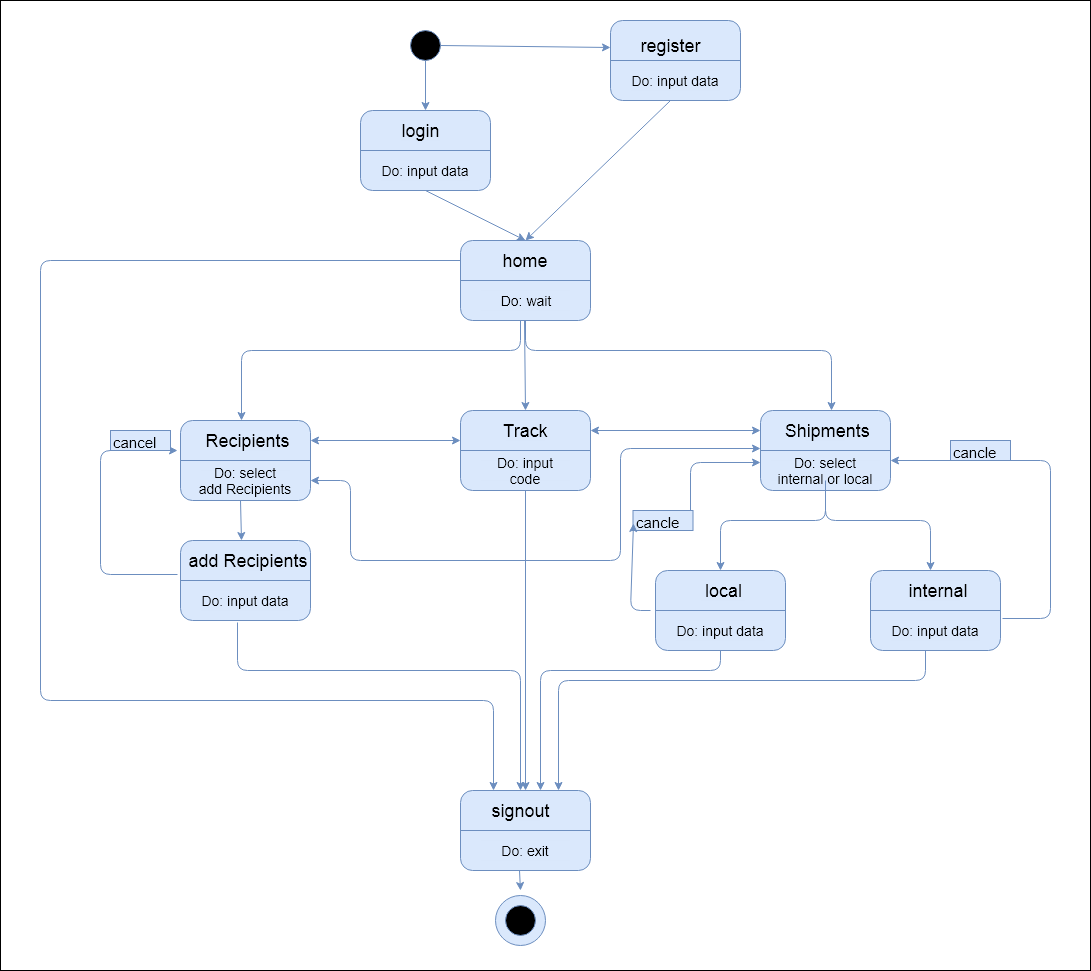 register
Do: input data
login
Do: input data
home
Do: wait
cancel
Recipients
Do: select
add Recipients
Track
Do: input
code
Shipments
Do: select
internal or local
cancle
cancle
add Recipients
Do: input data
local
Do: input data
internal
Do: input data
signout
Do: exit